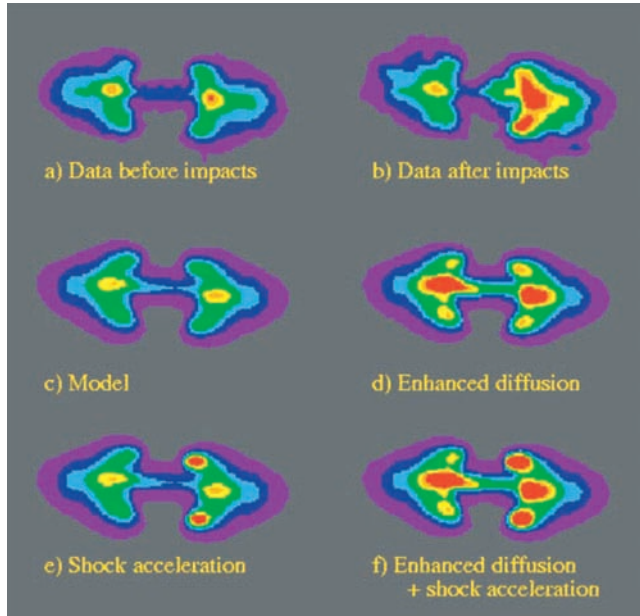 a) Data before impacts
b) Data after impacts
c) Model
d) Enhanced diffusion
e) Shock acceleration
f) Enhanced diffusion
+ shock acceleration